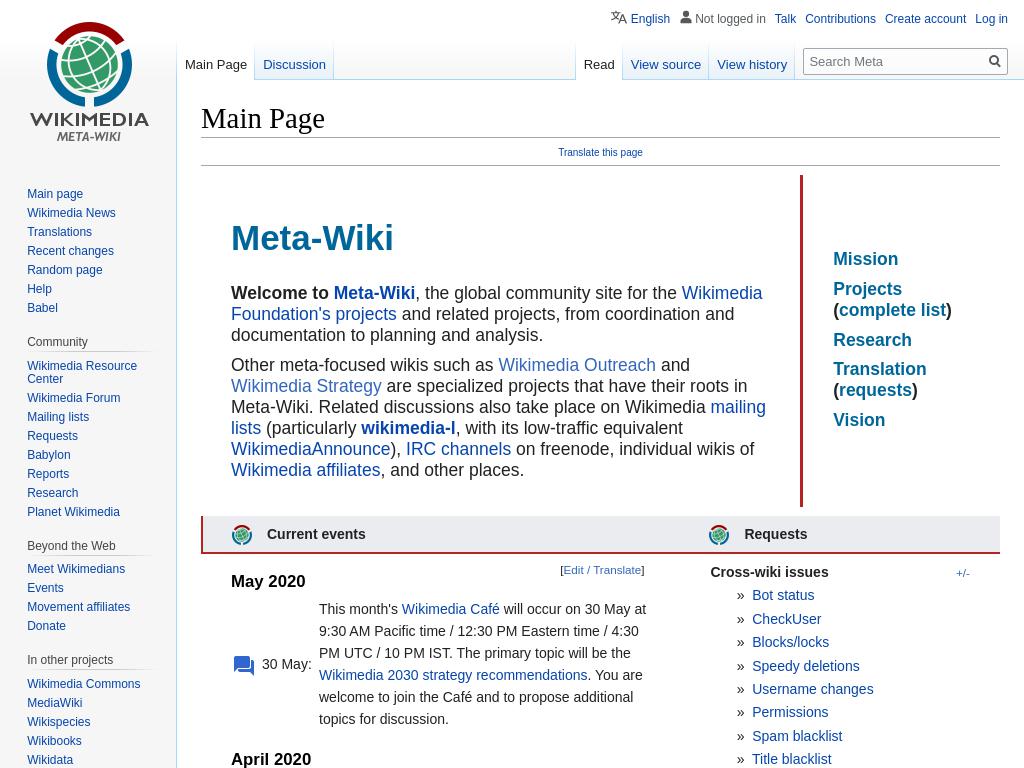 English
Not logged in
Talk
Contributions
Create account
Log in
WIKIMEDIA
META-WIKI
Main Page
Discussion
Read
View source
View history
Search Meta
Main Page
Translate this page
Main page
Wikimedia News
Translations
Recent changes
Random page
Help
Babel
Community
Wikimedia Resource
Center
Wikimedia Forum
Mailing lists
Requests
Babylon
Reports
Research
Planet Wikimedia
Beyond the Web
Meet Wikimedians
Events
Movement affiliates
Donate
In other projects
Wikimedia Commons
MediaWiki
Wikispecies
Wikibooks
Wikidata
Meta-Wiki
Welcome to Meta-Wiki, the global community site for the Wikimedia
Foundation's projects and related projects, from coordination and
documentation to planning and analysis.
Other meta-focused wikis such as Wikimedia Outreach and
Wikimedia Strategy are specialized projects that have their roots in
Meta-Wiki. Related discussions also take place on Wikimedia mailing
lists (particularly wikimedia-l, with its low-traffic equivalent
WikimediaAnnounce), IRC channels on freenode, individual wikis of
Wikimedia affiliates, and other places.
Mission
Projects
(complete list)
Research
Translation
(requests)
Vision
Current events
[Edit / Translate]
May 2020
30 May:
This month's Wikimedia Café will occur on 30 May at
9:30 AM Pacific time / 12:30 PM Eastern time / 4:30
PM UTC / 10 PM IST. The primary topic will be the
Wikimedia 2030 strategy recommendations. You are
welcome to join the Café and to propose additional
topics for discussion.
April 2020
Requests
Cross-wiki issues
+/-
» Bot status
» CheckUser
» Blocks/locks
» Speedy deletions
» Username changes
» Permissions
» Spam blacklist
» Title blacklist